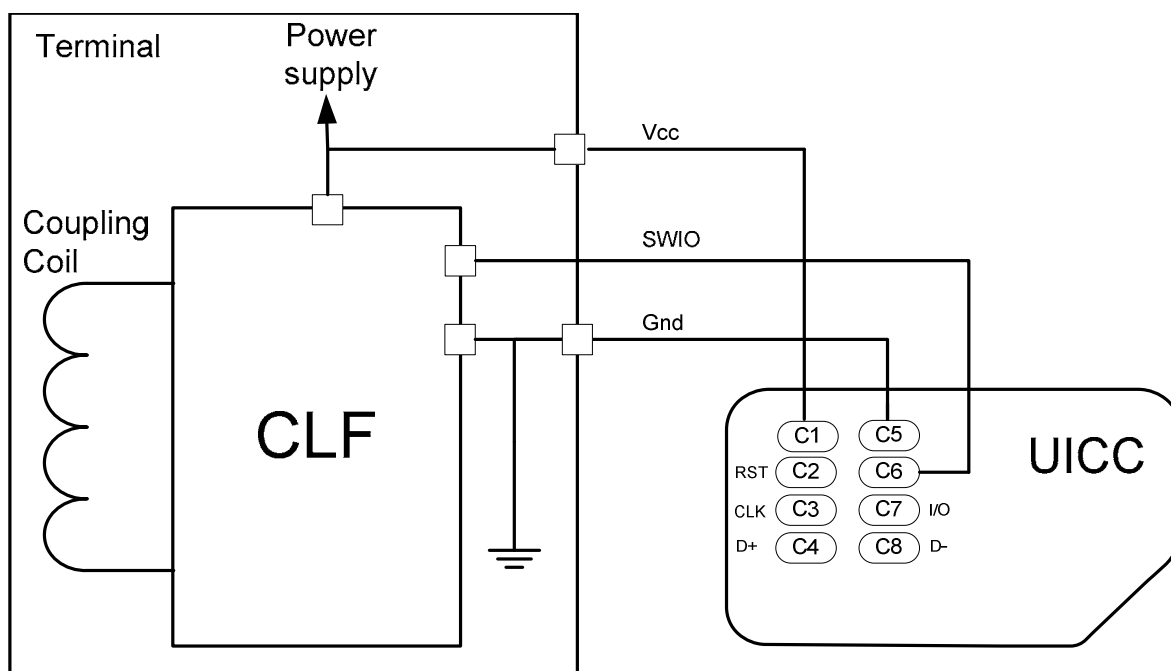 Terminal
Power
supply
Vcc
Coupling
Coil
SWIO
Gnd
CLF
UICC
C1 C5
RST C2 C6
CLK C3 C7 I/O
D+ C4 C8 D-